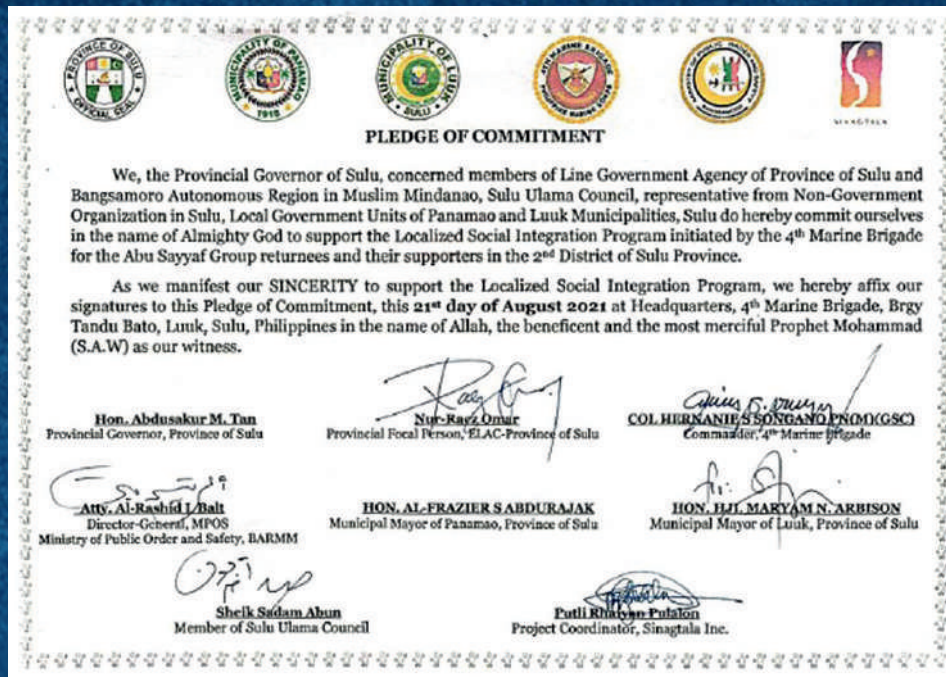 PROVINCE OF SULU
OFFICIAL SEAL
MUNICIPALITY OF PANAMAO
1918
MUNICIPALITY OF LUUK
SULU
4TH MARINE BRIGADE
PHILIPPINE MARINE CORPS
SINAGTALA
PLEDGE OF COMMITMENT
We, the Provincial Governor of Sulu, concerned members of Line Government Agency of Province of Sulu and
Bangsamoro Autonomous Region in Muslim Mindanao, Sulu Ulama Council, representative from Non-Government
Organization in Sulu, Local Government Units of Panamao and Luuk Municipalities, Sulu do hereby commit ourselves
in the name of Almighty God to support the Localized Social Integration Program initiated by the 4th Marine Brigade
for the Abu Sayyaf Group returnees and their supporters in the 2nd District of Sulu Province.
As we manifest our SINCERITY to support the Localized Social Integration Program, we hereby affix our
signatures to this Pledge of Commitment, this 21st day of August 2021 at Headquarters, 4th Marine Brigade, Brgy
Tandu Bato, Luuk, Sulu, Philippines in the name of Allah, the beneficent and the most merciful Prophet Mohammad
(S.A.W) as our witness.
Hon. Abdusakur M. Tan
Provincial Governor, Province of Sulu
Nur-Rayz Omar
Provincial Focal Person, ELAC-Province of Sulu
COL HERNANIE S SONGANO PN(M)(GSC)
Commander, 4th Marine Brigade
Atty. Al-Rashid I. Balt
Director-General, MPOS
Ministry of Public Order and Safety, BARMM
HON. AL-FRAZIER S ABDURAJAK
Municipal Mayor of Panamao, Province of Sulu
HON. HJI. MARYAM N. ARBISON
Municipal Mayor of Luuk, Province of Sulu
Sheik Sadam Abun
Member of Sulu Ulama Council
Putli Rhaiyan Pulalon
Project Coordinator, Sinagtala Inc.